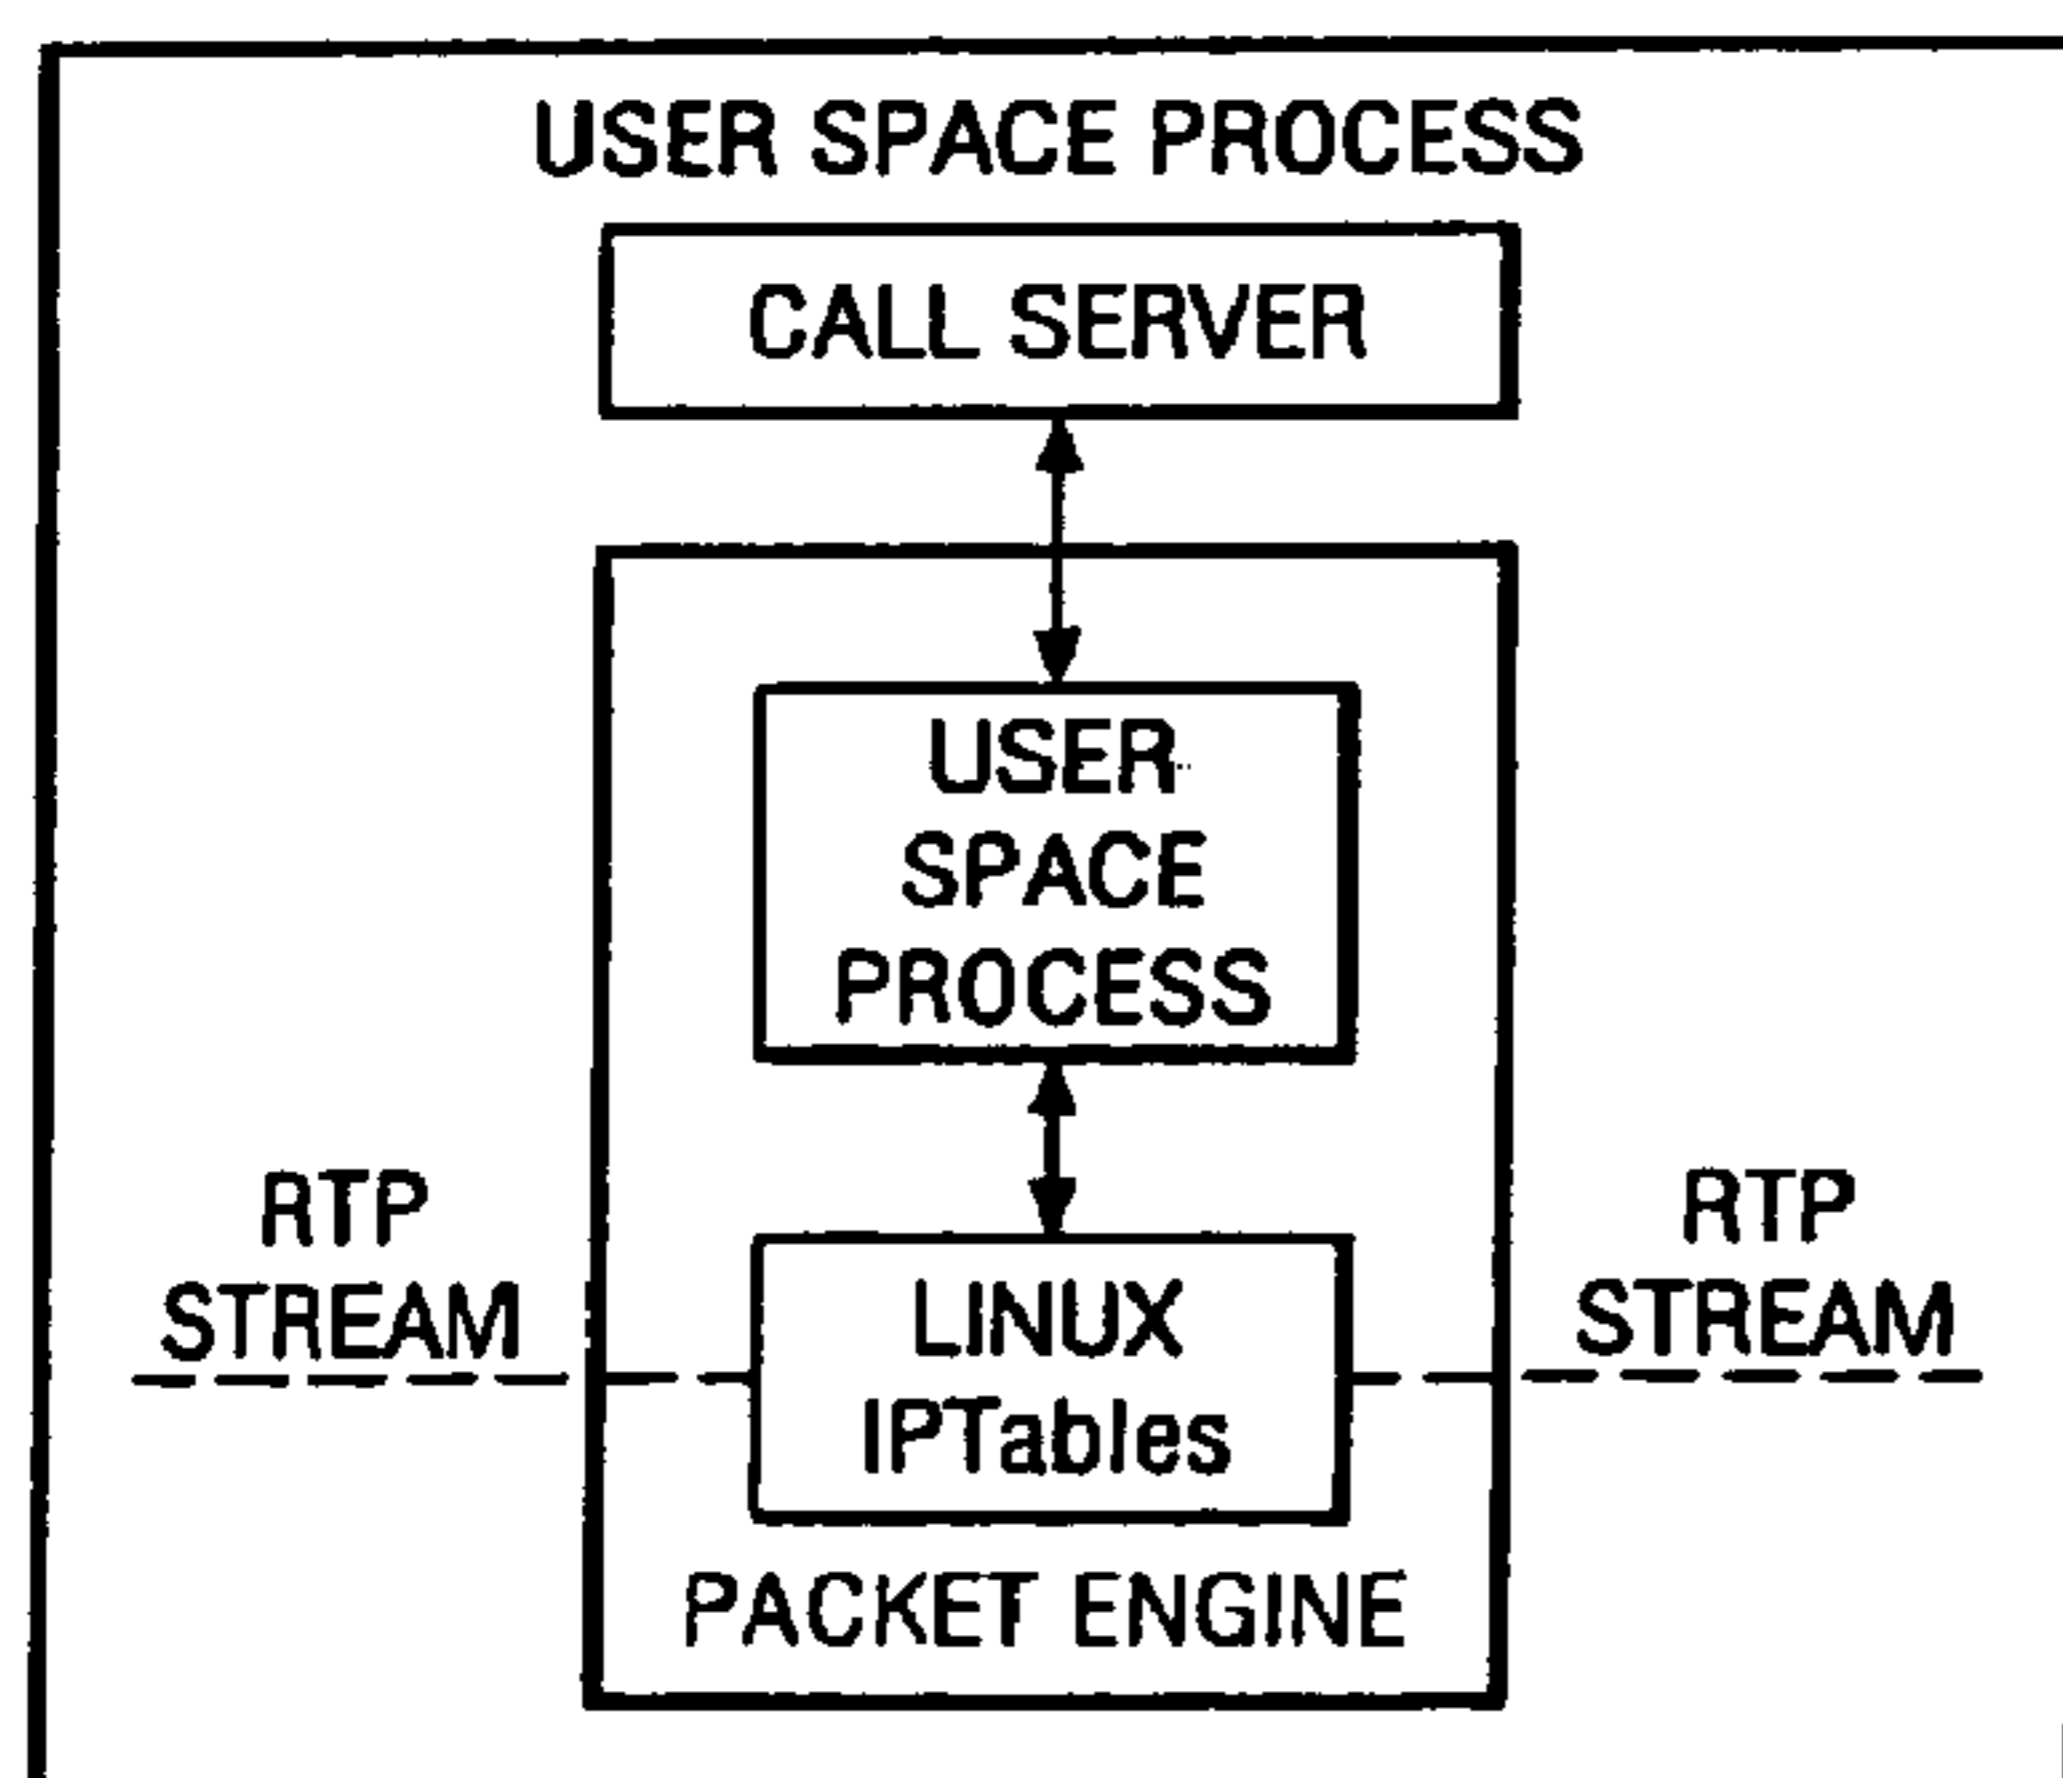 USER SPACE PROCESS
CALL SERVER
USER
SPACE
PROCESS
RTP
STREAM
LINUX
IPTables
RTP
STREAM
PACKET ENGINE